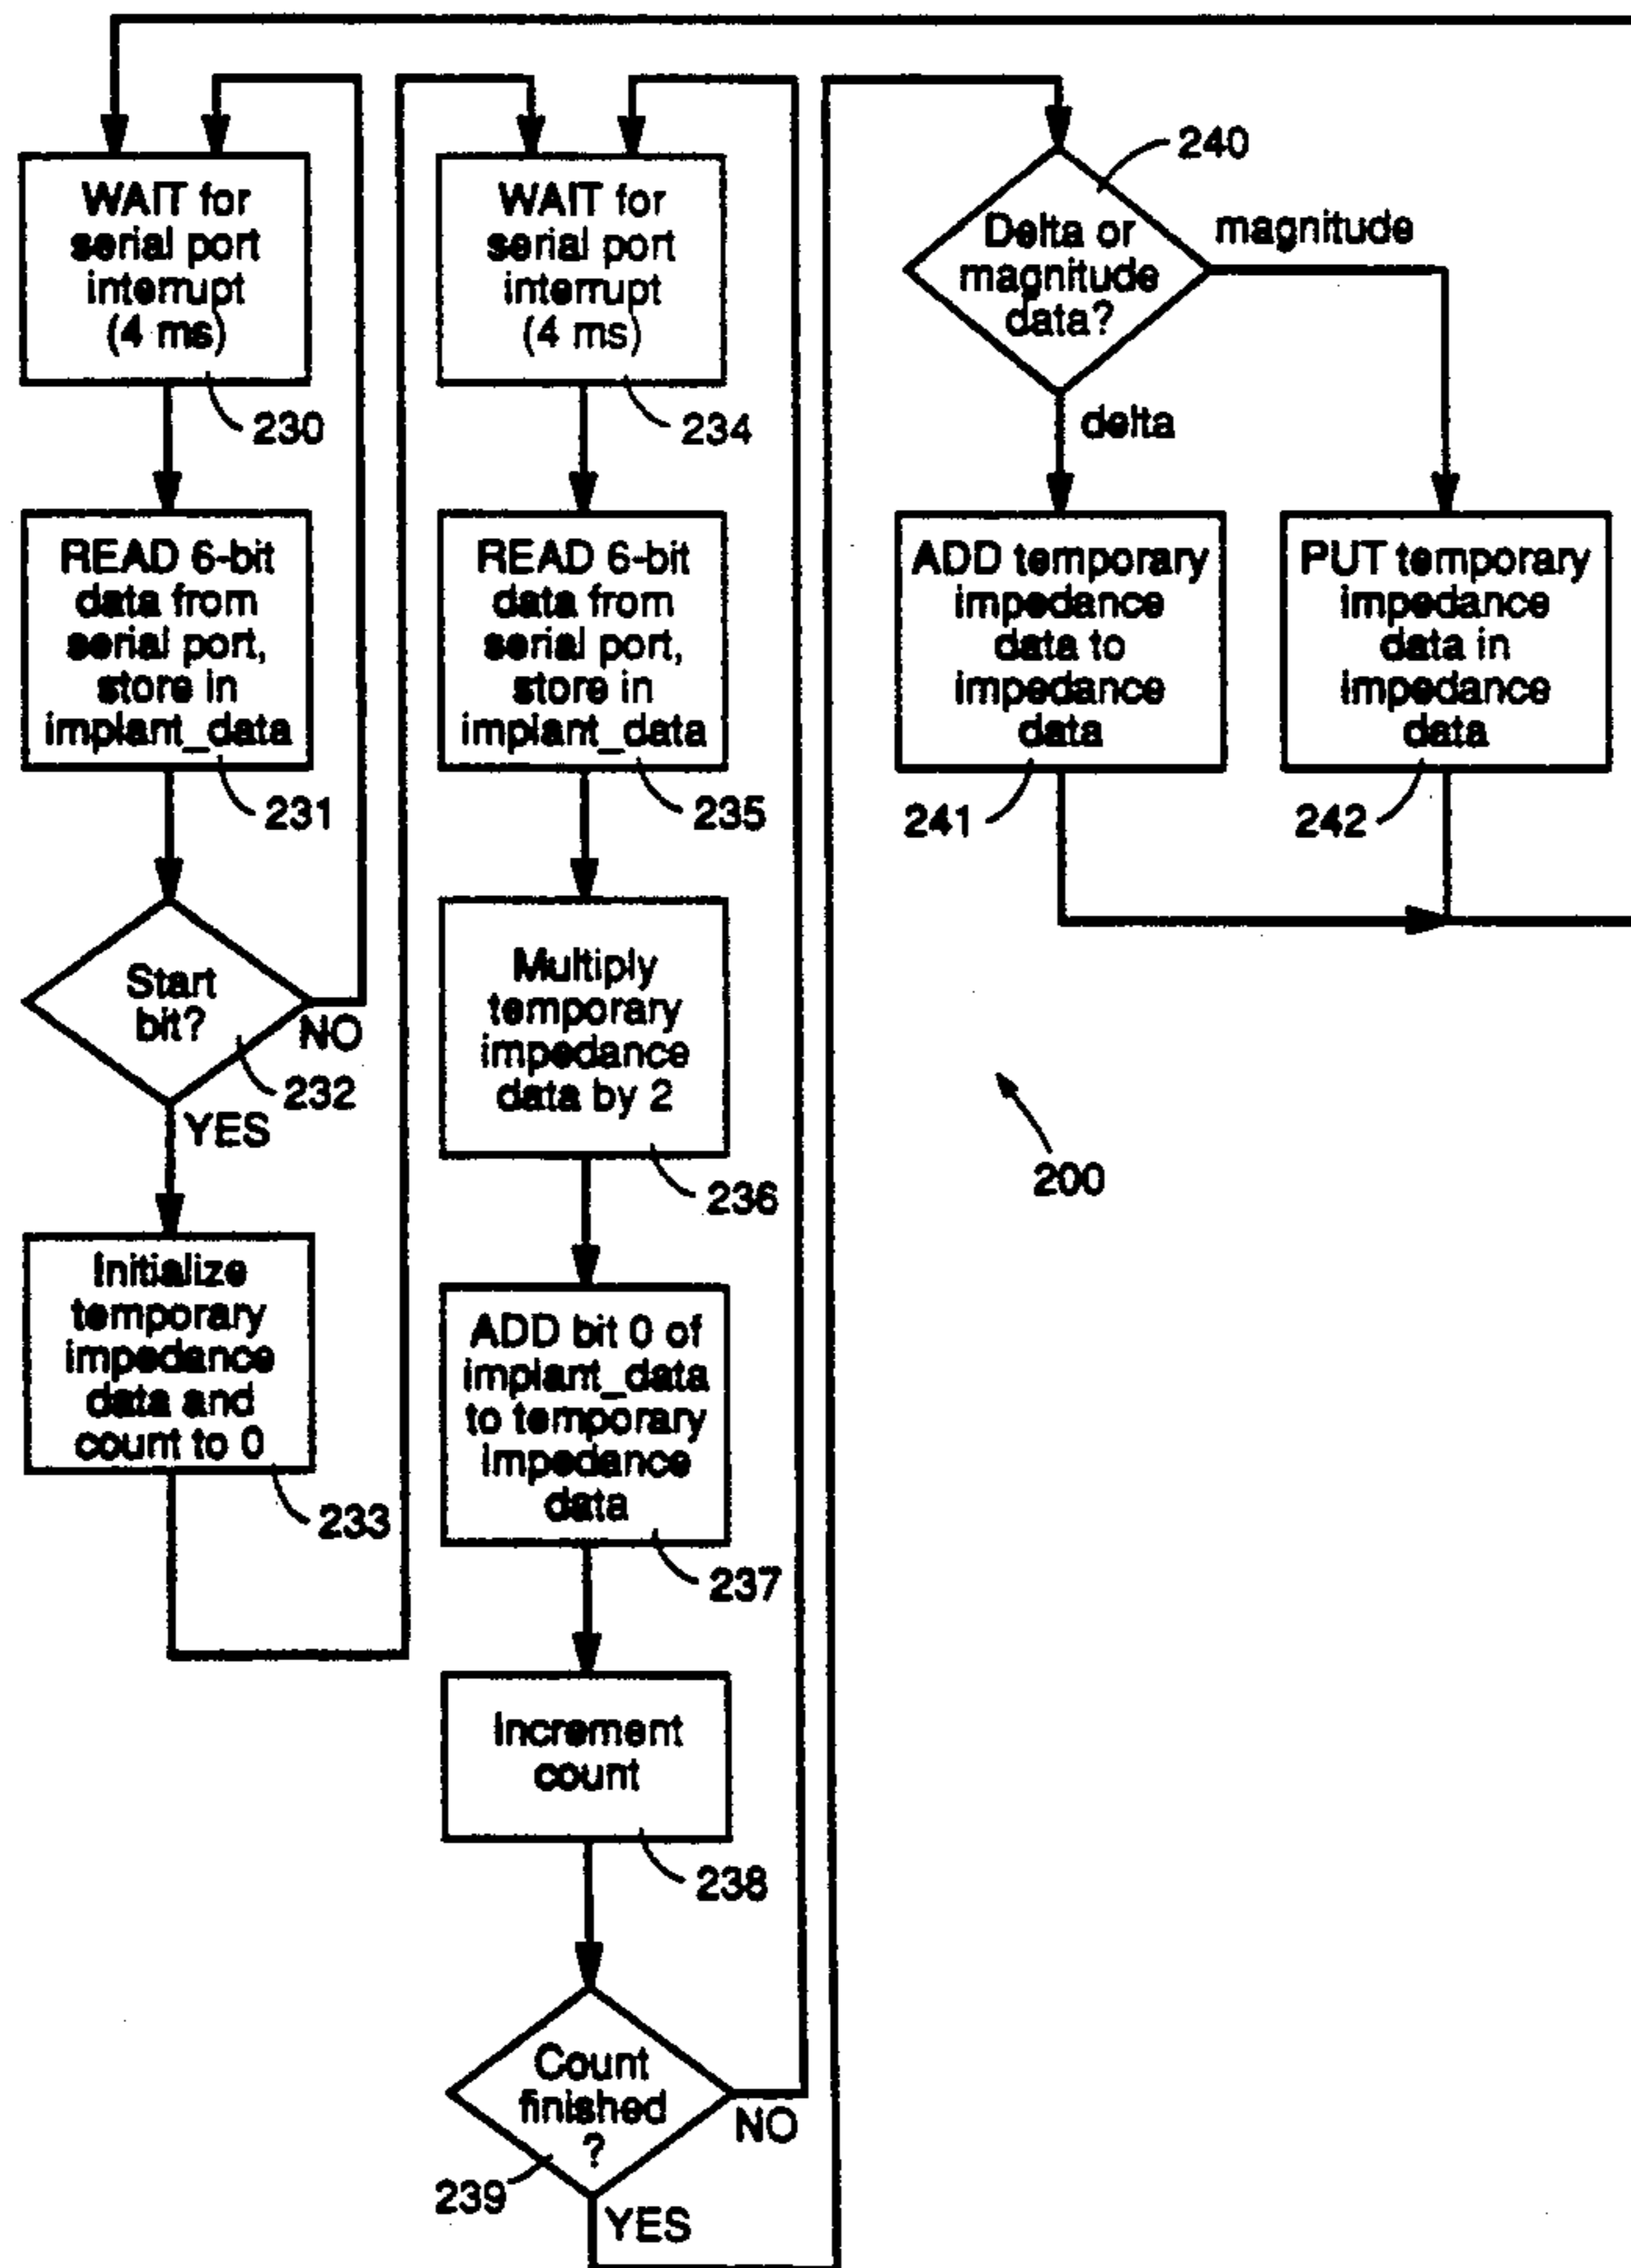 WAIT for
serial port
interrupt
(4 ms)
230
READ 6-bit
data from
serial port,
store in
implant_data
231
Start
bit?
NO
232
YES
Initialize
temporary
impedance
data and
count to 0
233
WAIT for
serial port
interrupt
(4 ms)
234
READ 6-bit
data from
serial port,
store in
implant_data
235
Multiply
temporary
impedance
data by 2
236
ADD bit 0 of
implant_data
to temporary
impedance
data
237
Increment
count
238
Count
finished
?
NO
239
YES
240
Delta or
magnitude
data?
magnitude
delta
ADD temporary
impedance
data to
impedance
data
241
PUT temporary
impedance
data in
impedance
data
242
200